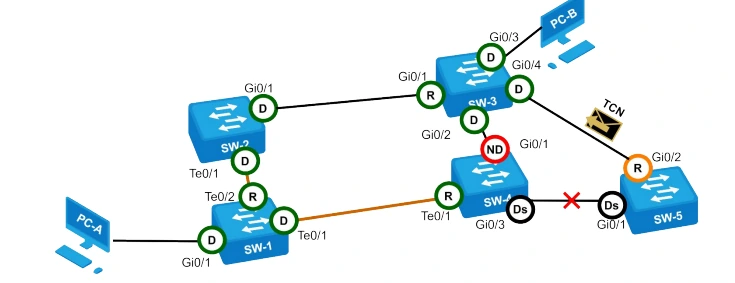 PC-B
Gi0/3
D
Gi0/4
Gi0/1
Gi0/1
R
D
D
SW-3
TCN
D
Gi0/2
SW-2
D
Gi0/1
ND
Gi0/2
R
Te0/1
Te0/2
R
R
SW-
PC-A
D
Te0/1
Ds
Ds
D
Te0/1
Gi0/3
Gi0/1
SW-5
Gi0/1
SW-1